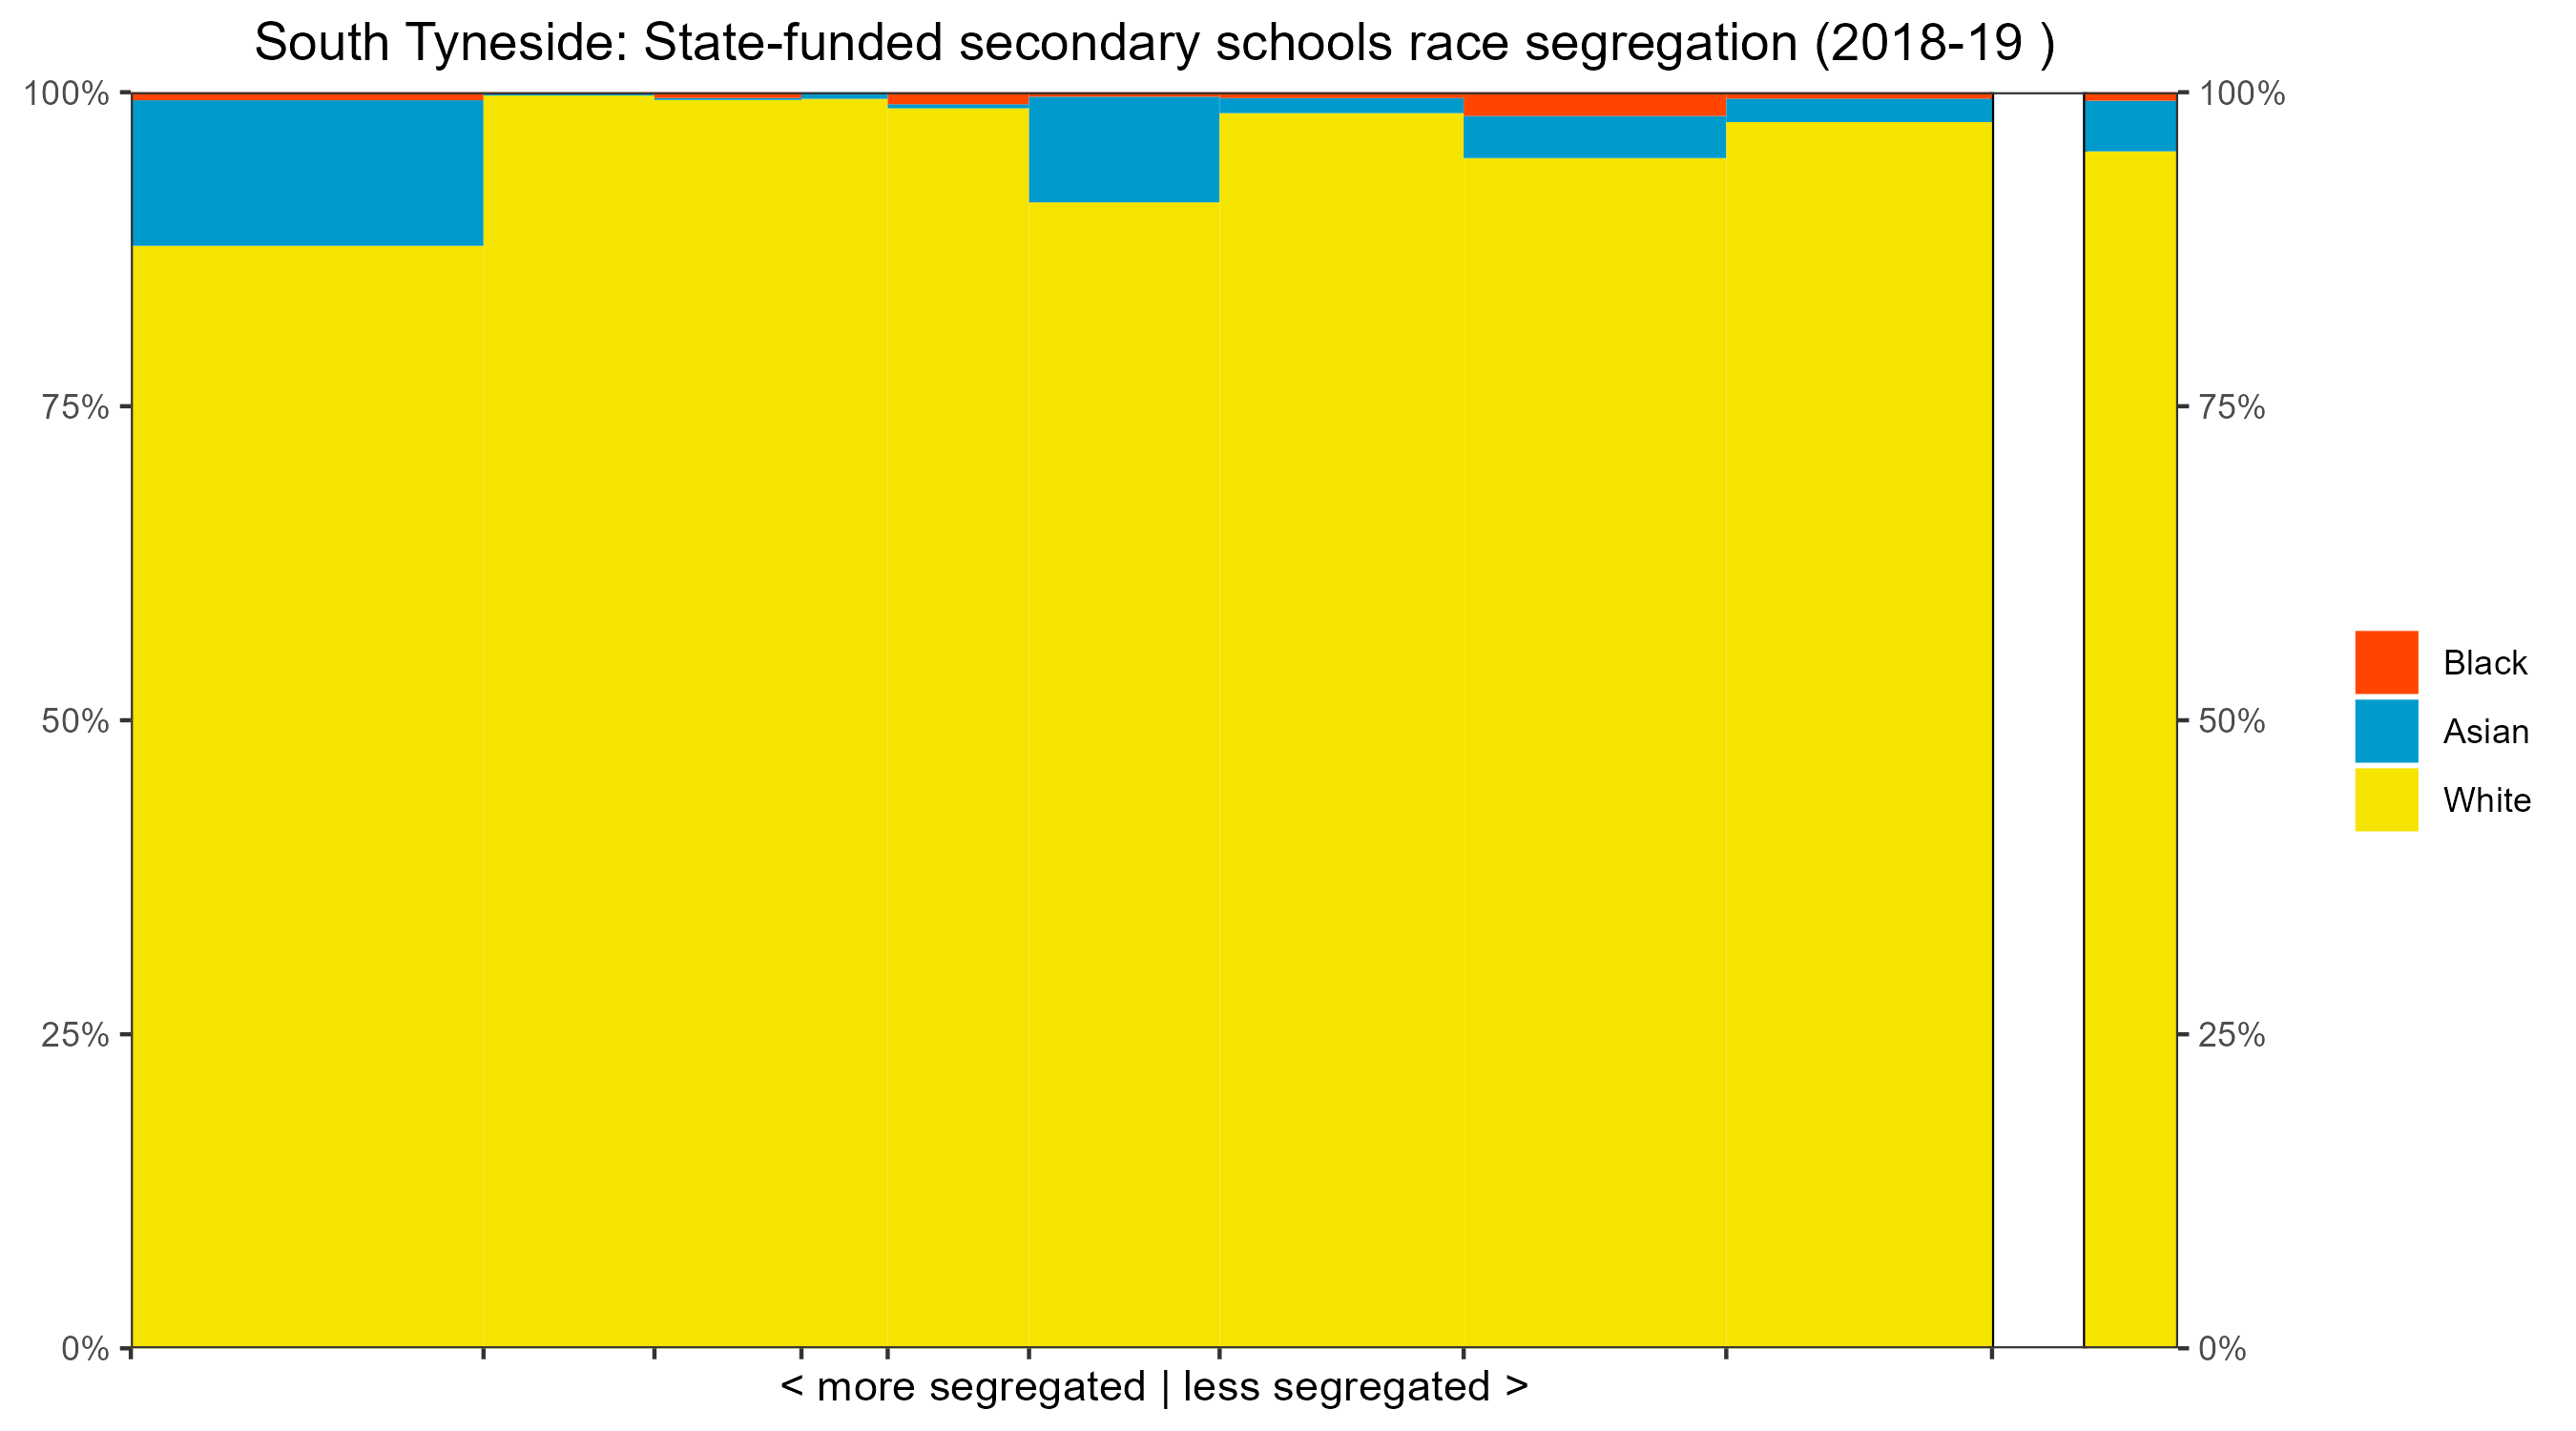 South Tyneside: State-funded secondary schools race segregation (2018-19 )
100%
75%
50%
25%
0%
100%
75%
50%
25%
0%
Black
Asian
White
< more segregated | less segregated >